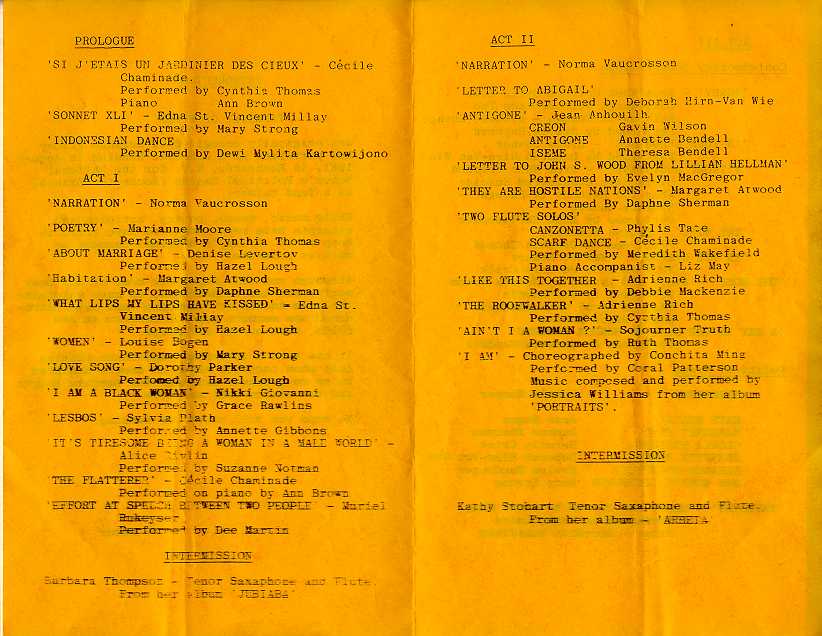 PROLOGUE
'SI J'ETAIS UN JARDINIER DES CIEUX' - Cécile
Chaminade.
Performed by Cynthia Thomas
Piano Ann Brown
'SONNET XLI' - Edna St. Vincent Millay
Performed by Mary Strong
'INDONESIAN DANCE
Performed by Dewi Mylita Kartowijono
ACT I
'NARRATION' - Norma Vaucrosson
'POETRY' - Marianne Moore
Performed by Cynthia Thomas
'ABOUT MARRIAGE' - Denise Levertov
Performed by Hazel Lough
'Habitation' - Margaret Atwood
Performed by Daphne Sherman
'WHAT LIPS MY LIPS HAVE KISSED' - Edna St.
Vincent Millay
Performed by Hazel Lough
'WOMEN' - Louise Bogen
Performed by Mary Strong
'LOVE SONG' - Dorothy Parker
Performed by Hazel Lough
'I AM A BLACK WOMAN' - Nikki Giovanni
Performed by Grace Rawlins
'LESBOS' - Sylvia Plath
Performed by Annette Gibbons
'IT'S TIRESOME BEING A WOMAN IN A MALE WORLD' -
Alice Rivlin
Performed by Suzanne Notman
'THE FLATTERER' - Cécile Chaminade
Performed on piano by Ann Brown
'EFFORT AT SPEECH BETWEEN TWO PEOPLE' - Muriel
Rukeyser
Performed by Dee Martin
INTERMISSION
Barbara Thompson - Tenor Saxaphone and Flute.
From her album 'JUBIABA'
ACT II
'NARRATION' - Norma Vaucrosson
'LETTER TO ABIGAIL'
Performed by Deborah Hirn-Van Wie
'ANTIGONE' - Jean Anhouilh
CREON Gavin Wilson
ANTIGONE Annette Bendell
ISEME Theresa Bendell
'LETTER TO JOHN S. WOOD FROM LILLIAN HELLMAN'
Performed by Evelyn MacGregor
'THEY ARE HOSTILE NATIONS' - Margaret Atwood
Performed By Daphne Sherman
'TWO FLUTE SOLOS'
CANZONETTA - Phylis Tate
SCARF DANCE - Cécile Chaminade
Performed by Meredith Wakefield
Piano Accompanist - Liz May
'LIKE THIS TOGETHER - Adrienne Rich
Performed by Debbie Mackenzie
'THE ROOFWALKER' - Adrienne Rich
Performed by Cynthia Thomas
'AIN'T I A WOMAN ?' - Sojourner Truth
Performed by Ruth Thomas
'I AM' - Choreographed by Conchita Ming
Performed by Coral Patterson
Music composed and performed by
Jessica Williams from her album
'PORTRAITS'.
INTERMISSION
Kathy Stobart Tenor Saxaphone and Flute.
From her album - 'ARBEIA'